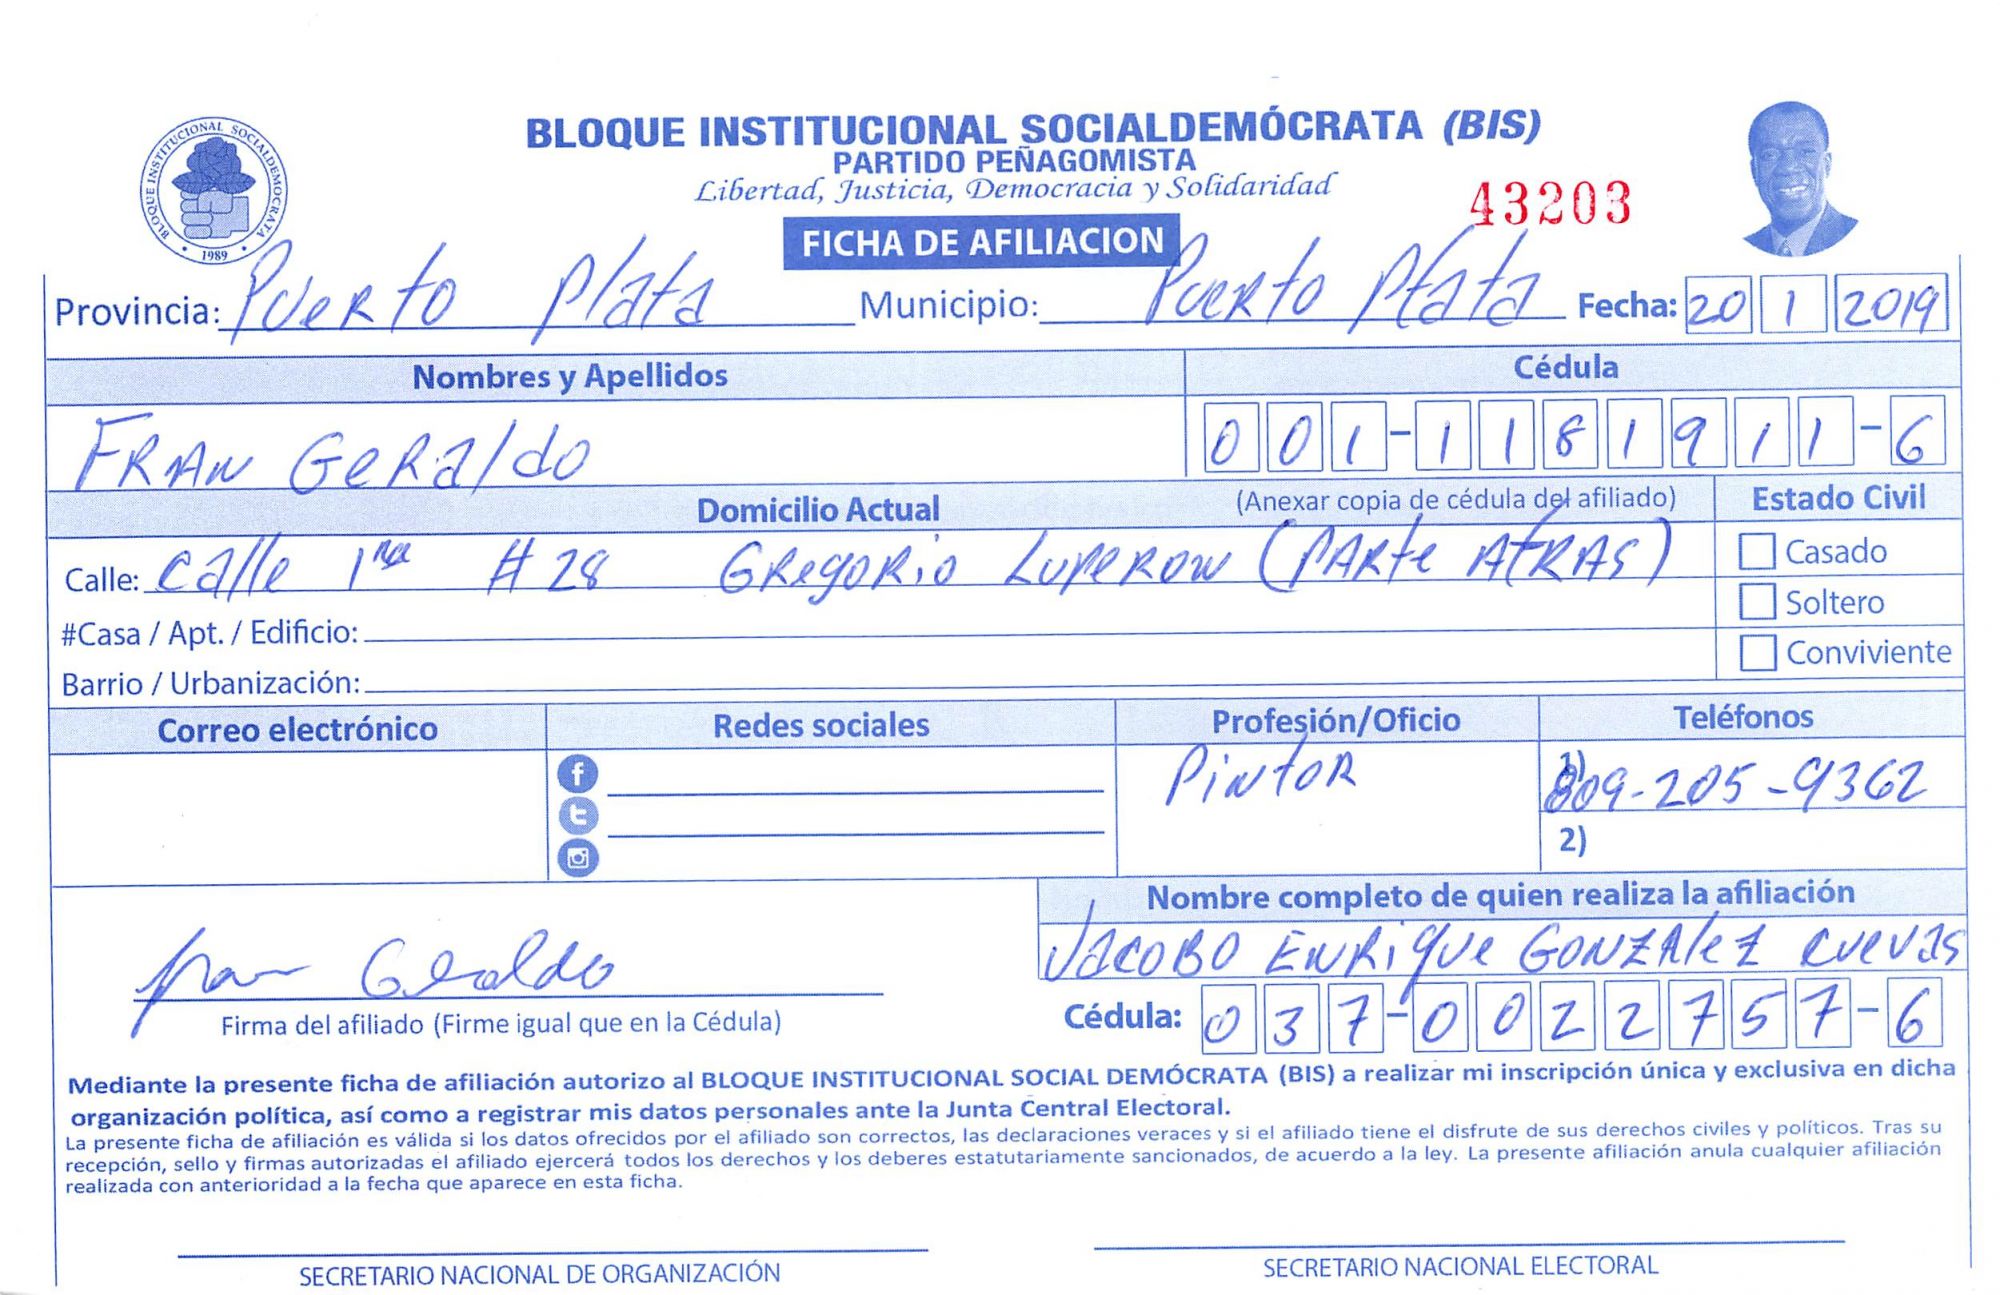 BLOQUE INSTITUCIONAL SOCIALDEMOCRATA
1989
BLOQUE INSTITUCIONAL SOCIALDEMÓCRATA (BIS)
PARTIDO PEÑAGOMISTA
Libertad, Justicia, Democracia y Solidaridad
43203
FICHA DE AFILIACION
Provincia: Puerto Plata Municipio: Puerto Plata Fecha: 20 1 2019
Nombres y Apellidos Cédula
FRAN GeRaldo 001-1181911-6
Domicilio Actual (Anexar copia de cédula del afiliado) Estado Civil
Calle: Calle 1ra # 28 GRegORio LupeRoN (PARte AtRAS) Casado
#Casa / Apt. / Edificio: Soltero
Barrio / Urbanización: Conviviente
Correo electrónico Redes sociales Profesión/Oficio Teléfonos
PiNtoR 1) 809-205-9362
2)
Nombre completo de quien realiza la afiliación
JACOBO ENRiQUe GONZAleZ CUeVAS
fran Geraldo
Firma del afiliado (Firme igual que en la Cédula) Cédula: 037-0022757-6
Mediante la presente ficha de afiliación autorizo al BLOQUE INSTITUCIONAL SOCIAL DEMÓCRATA (BIS) a realizar mi inscripción única y exclusiva en dicha
organización política, así como a registrar mis datos personales ante la Junta Central Electoral.
La presente ficha de afiliación es válida si los datos ofrecidos por el afiliado son correctos, las declaraciones veraces y si el afiliado tiene el disfrute de sus derechos civiles y políticos. Tras su
recepción, sello y firmas autorizadas el afiliado ejercerá todos los derechos y los deberes estatutariamente sancionados, de acuerdo a la ley. La presente afiliación anula cualquier afiliación
realizada con anterioridad a la fecha que aparece en esta ficha.
SECRETARIO NACIONAL DE ORGANIZACIÓN SECRETARIO NACIONAL ELECTORAL